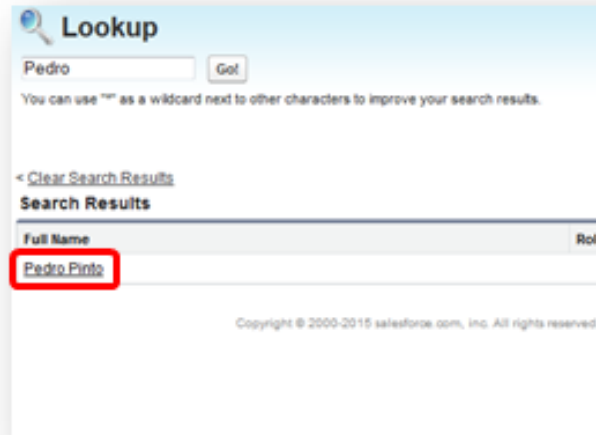 Lookup
Pedro
Go!
You can use "*" as a wildcard next to other characters to improve your search results.
< Clear Search Results
Search Results
Full Name Rol
Pedro Pinto
Copyright © 2000-2015 salesforce.com, inc. All rights reserved